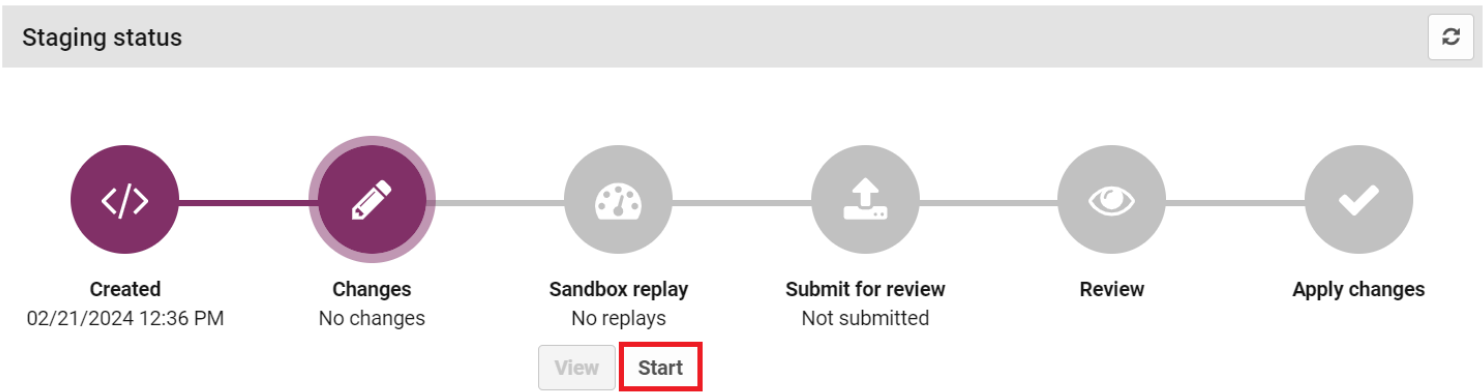 Staging status
Created
02/21/2024 12:36 PM
Changes
No changes
Sandbox replay
No replays
View
Start
Submit for review
Not submitted
Review
Apply changes